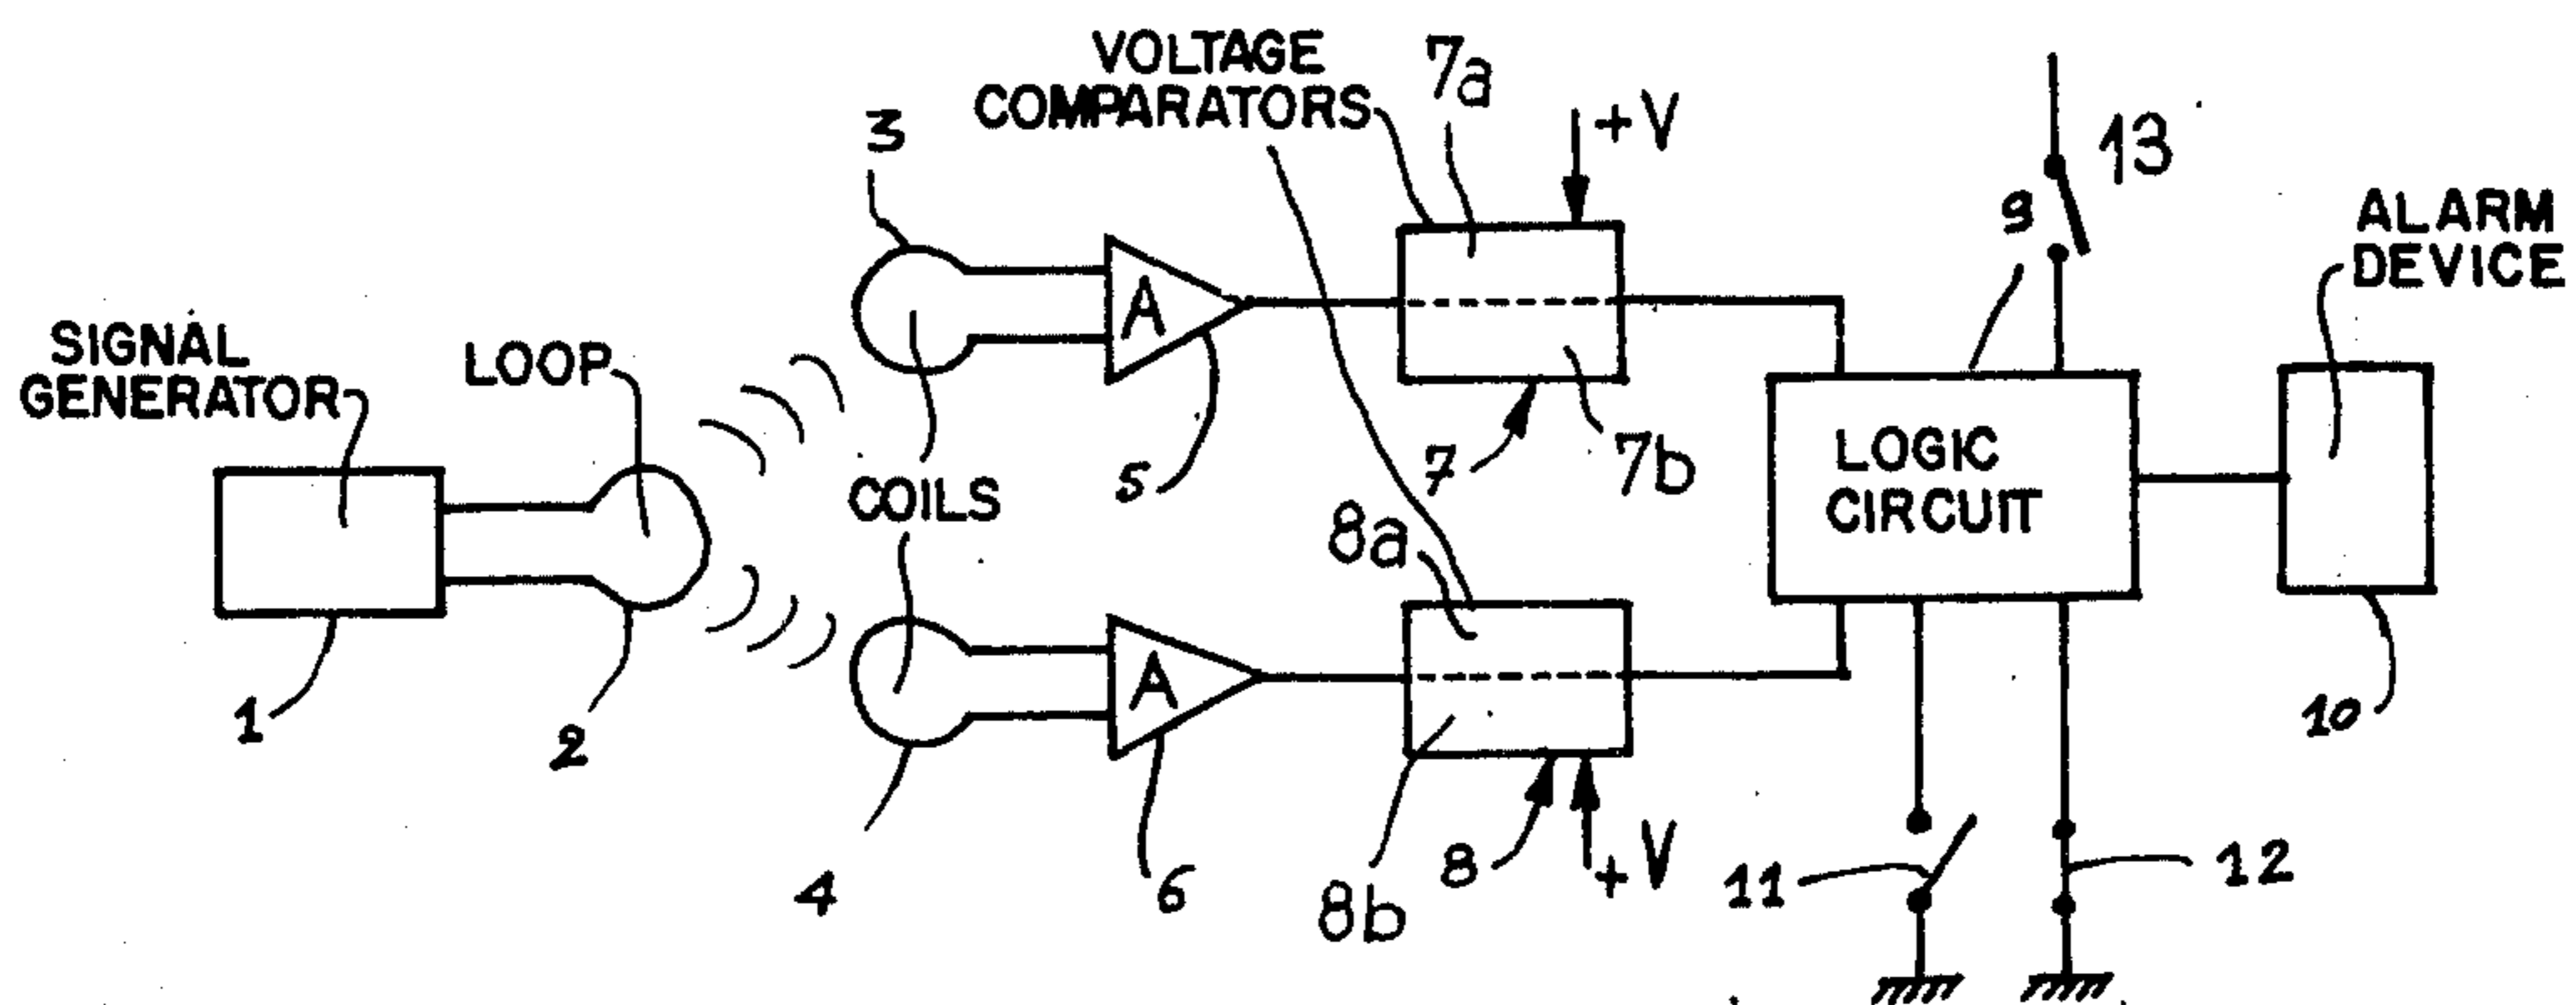 VOLTAGE
COMPARATORS
7a
+V
3
13
9
ALARM
DEVICE
SIGNAL
GENERATOR
LOOP
A
5
7
7b
COILS
LOGIC
CIRCUIT
8a
1
2
A
10
4
6
8b
8
+V
11
12